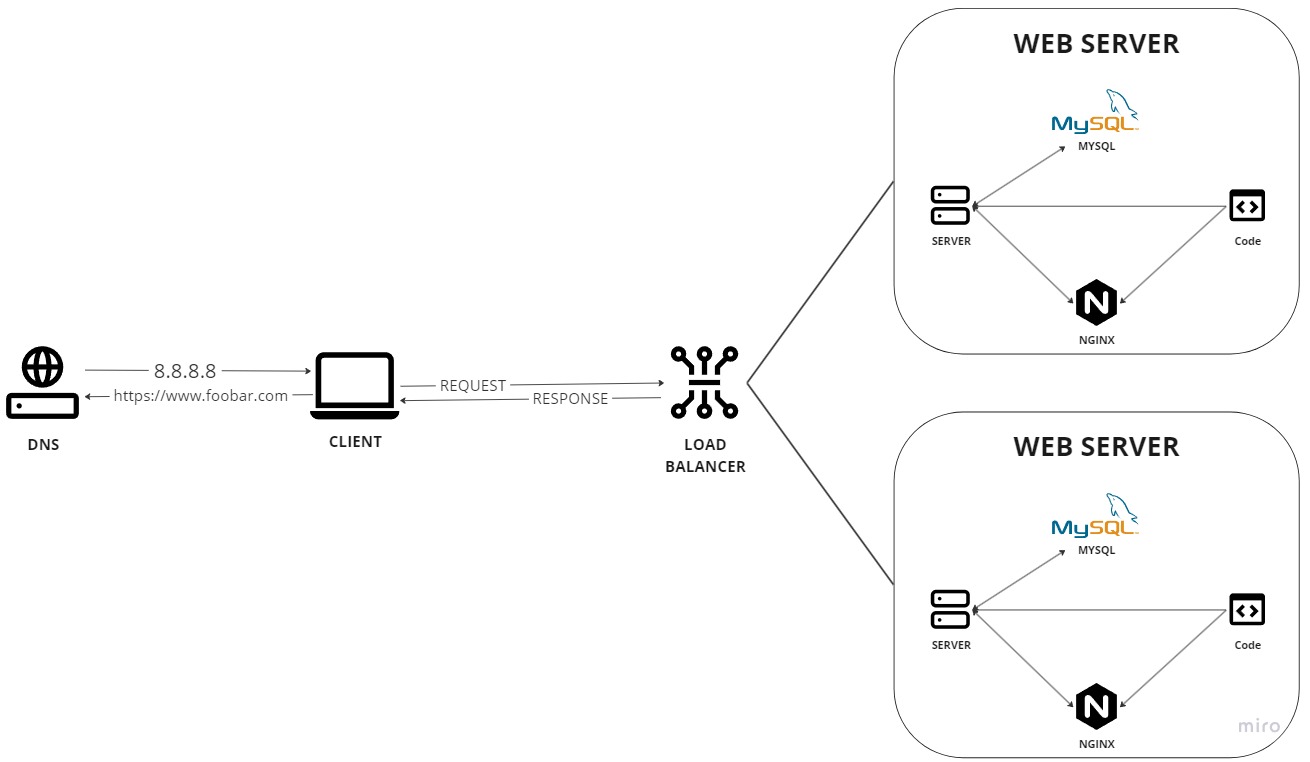 WEB SERVER
MySQL
MYSQL
SERVER
Code
NGINX
8.8.8.8
https://www.foobar.com
DNS
CLIENT
REQUEST
RESPONSE
LOAD
BALANCER
WEB SERVER
MySQL
MYSQL
SERVER
Code
NGINX
miro